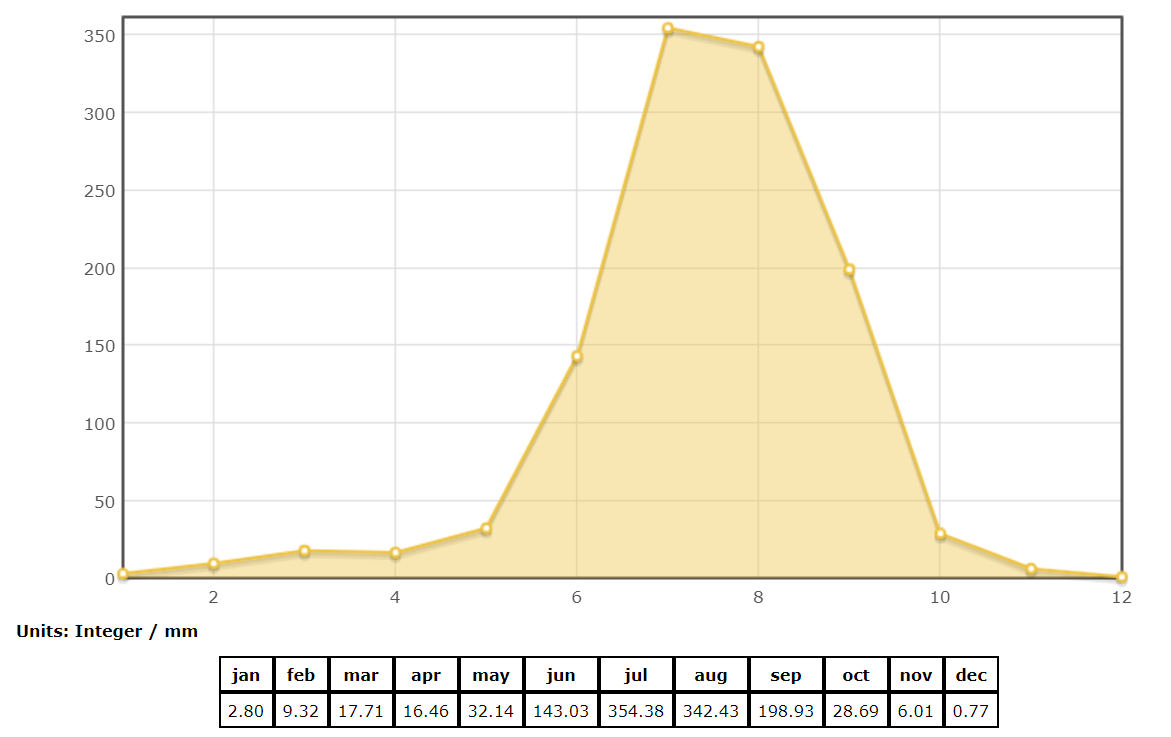 350
300
250
200
150
100
50
0
2 4 6 8 10 12
Units: Integer / mm
jan feb mar apr may jun jul aug sep oct nov dec
2.80 9.32 17.71 16.46 32.14 143.03 354.38 342.43 198.93 28.69 6.01 0.77